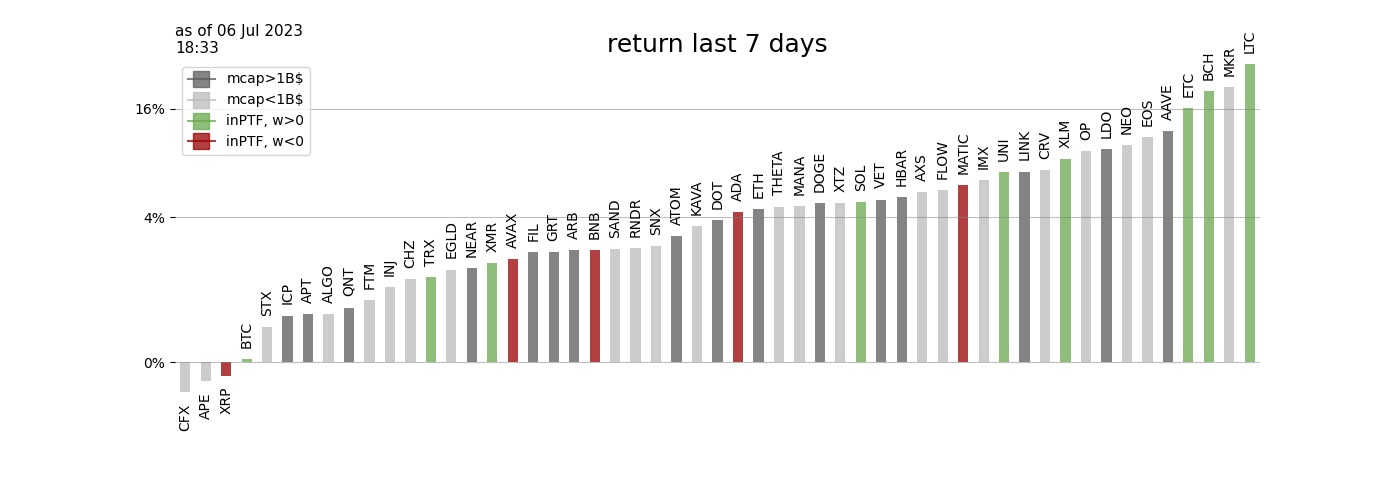 as of 06 Jul 2023
18:33
return last 7 days
mcap>1B$
mcap<1B$
inPTF, w>0
inPTF, w<0
16%
4%
0%
CFX
APE
XRP
BTC
STX
ICP
APT
ALGO
QNT
FTM
INJ
CHZ
TRX
EGLD
NEAR
XMR
AVAX
FIL
GRT
ARB
BNB
SAND
RNDR
SNX
ATOM
KAVA
DOT
ADA
ETH
THETA
MANA
DOGE
XTZ
SOL
VET
HBAR
AXS
FLOW
MATIC
IMX
UNI
LINK
CRV
XLM
OP
LDO
NEO
EOS
AAVE
ETC
BCH
MKR
LTC